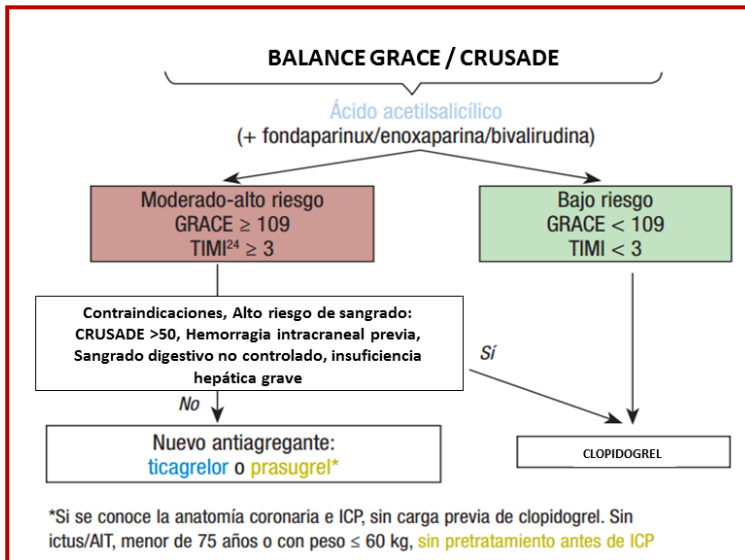 BALANCE GRACE / CRUSADE
Ácido acetilsalicílico
(+ fondaparinux/enoxaparina/bivalirudina)
Moderado-alto riesgo
GRACE ≥ 109
TIMI²⁴ ≥ 3
Bajo riesgo
GRACE < 109
TIMI < 3
Contraindicaciones, Alto riesgo de sangrado:
CRUSADE >50, Hemorragia intracraneal previa,
Sangrado digestivo no controlado, insuficiencia
hepática grave
Sí
No
Nuevo antiagregante:
ticagrelor o prasugrel*
CLOPIDOGREL
*Si se conoce la anatomía coronaria e ICP, sin carga previa de clopidogrel. Sin
ictus/AIT, menor de 75 años o con peso ≤ 60 kg, sin pretratamiento antes de ICP